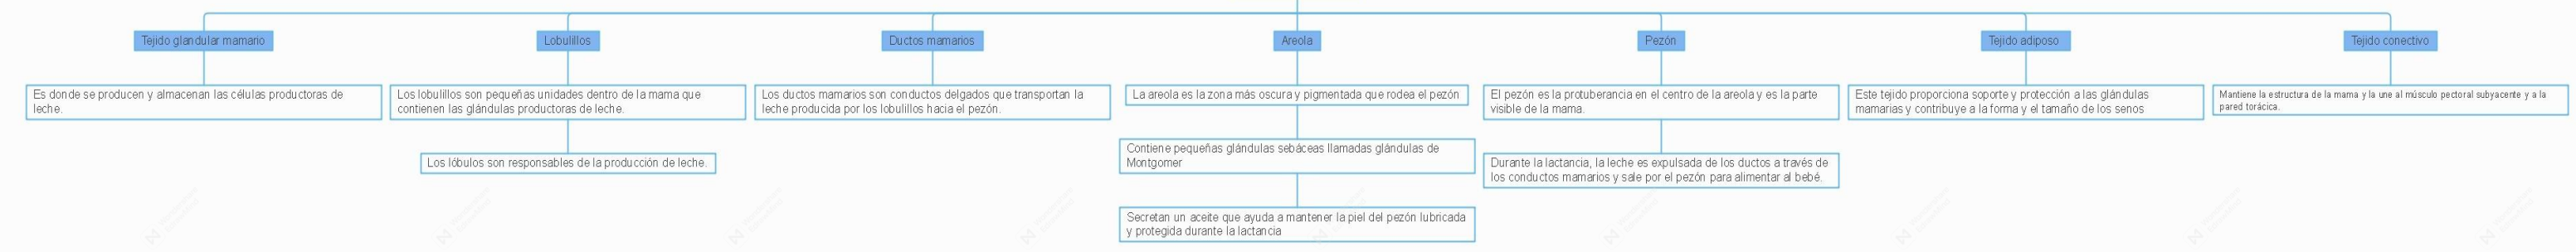 Tejido glandular mamario
Es donde se producen y almacenan las células productoras de
leche.
Lobulillos
Los lobulillos son pequeñas unidades dentro de la mama que
contienen las glándulas productoras de leche.
Los lóbulos son responsables de la producción de leche.
Ductos mamarios
Los ductos mamarios son conductos delgados que transportan la
leche producida por los lobulillos hacia el pezón.
Areola
La areola es la zona más oscura y pigmentada que rodea el pezón
Contiene pequeñas glándulas sebáceas llamadas glándulas de
Montgomer
Secretan un aceite que ayuda a mantener la piel del pezón lubricada
y protegida durante la lactancia
Pezón
El pezón es la protuberancia en el centro de la areola y es la parte
visible de la mama.
Durante la lactancia, la leche es expulsada de los ductos a través de
los conductos mamarios y sale por el pezón para alimentar al bebé.
Tejido adiposo
Este tejido proporciona soporte y protección a las glándulas
mamarias y contribuye a la forma y el tamaño de los senos
Tejido conectivo
Mantiene la estructura de la mama y la une al músculo pectoral subyacente y a la
pared torácica.